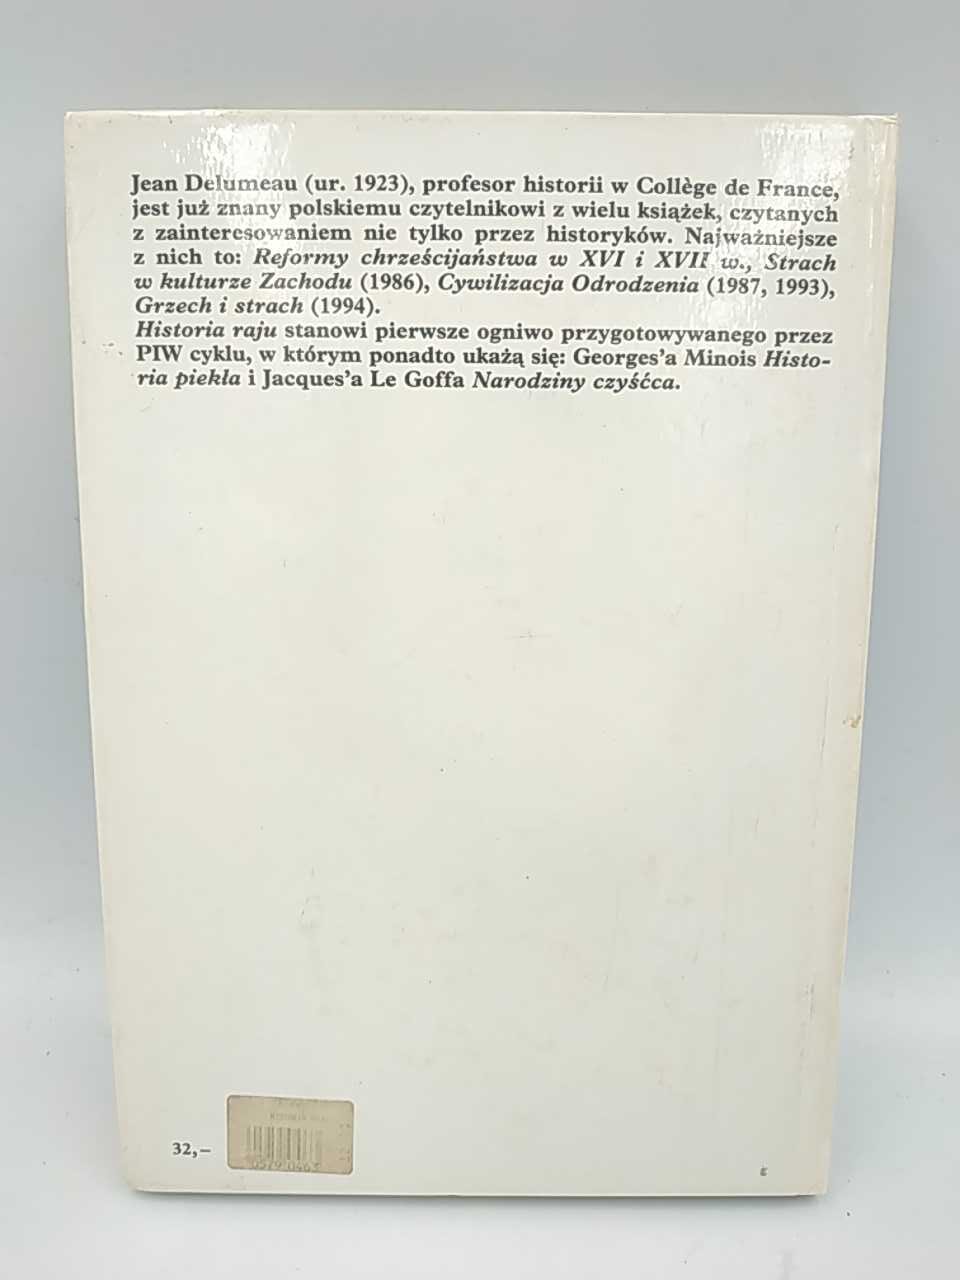 Jean Delumeau (ur. 1923), profesor historii w Collège de France,
jest już znany polskiemu czytelnikowi z wielu książek, czytanych
z zainteresowaniem nie tylko przez historyków. Najważniejsze
z nich to: Reformy chrześcijaństwa w XVI i XVII w., Strach
w kulturze Zachodu (1986), Cywilizacja Odrodzenia (1987, 1993),
Grzech i strach (1994).
Historia raju stanowi pierwsze ogniwo przygotowywanego przez
PIW cyklu, w którym ponadto ukażą się: Georges'a Minois Histo-
ria piekła i Jacques'a Le Goffa Narodziny czyśćca.
32,–